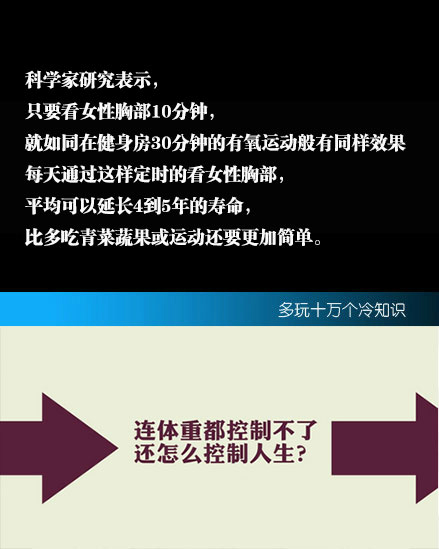 科学家研究表示，
只要看女性胸部10分钟，
就如同在健身房30分钟的有氧运动般有同样效果
每天通过这样定时的看女性胸部，
平均可以延长4到5年的寿命，
比多吃青菜蔬果或运动还要更加简单。
多玩十万个冷知识
连体重都控制不了
还怎么控制人生?